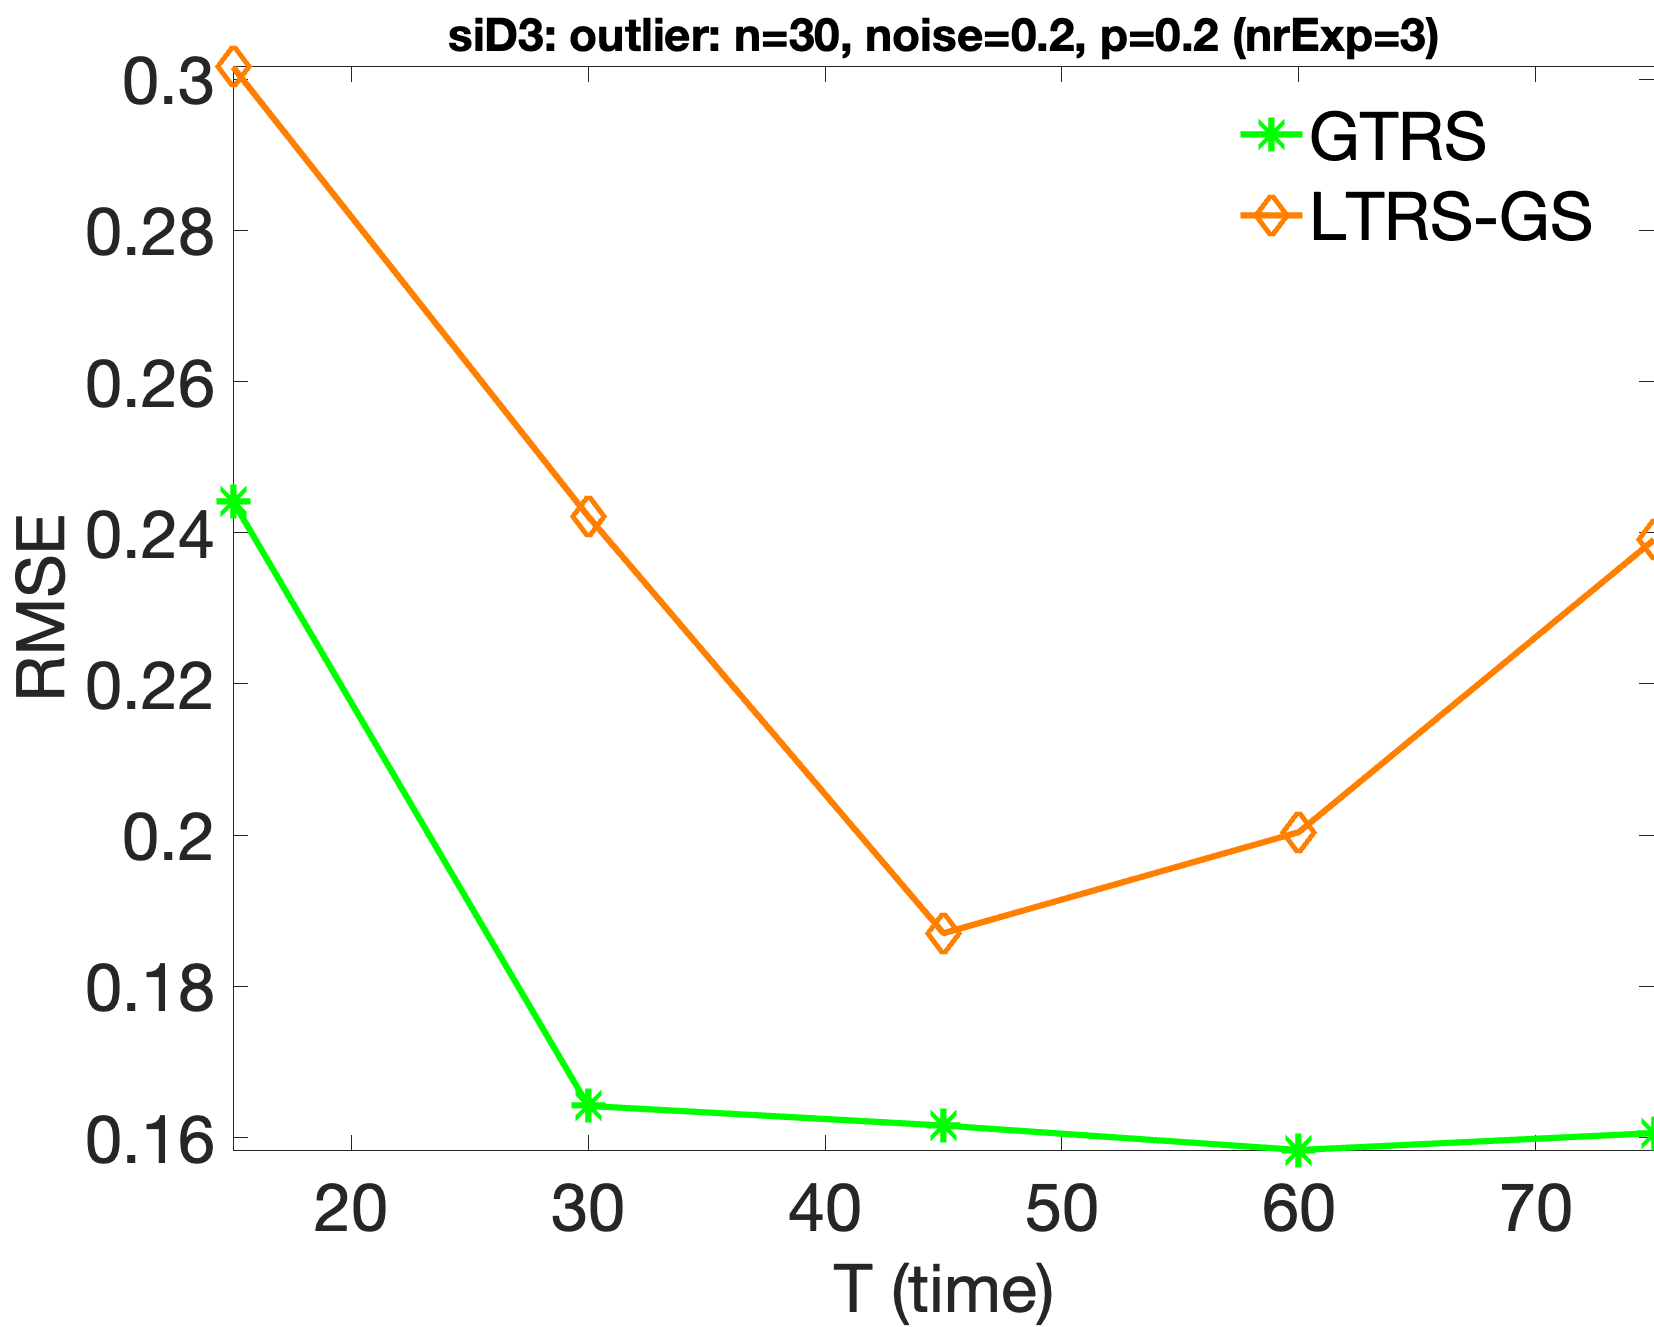 siD3: outlier: n=30, noise=0.2, p=0.2 (nrExp=3)
GTRS
LTRS-GS
RMSE
0.3
0.28
0.26
0.24
0.22
0.2
0.18
0.16
20 30 40 50 60 70
T (time)